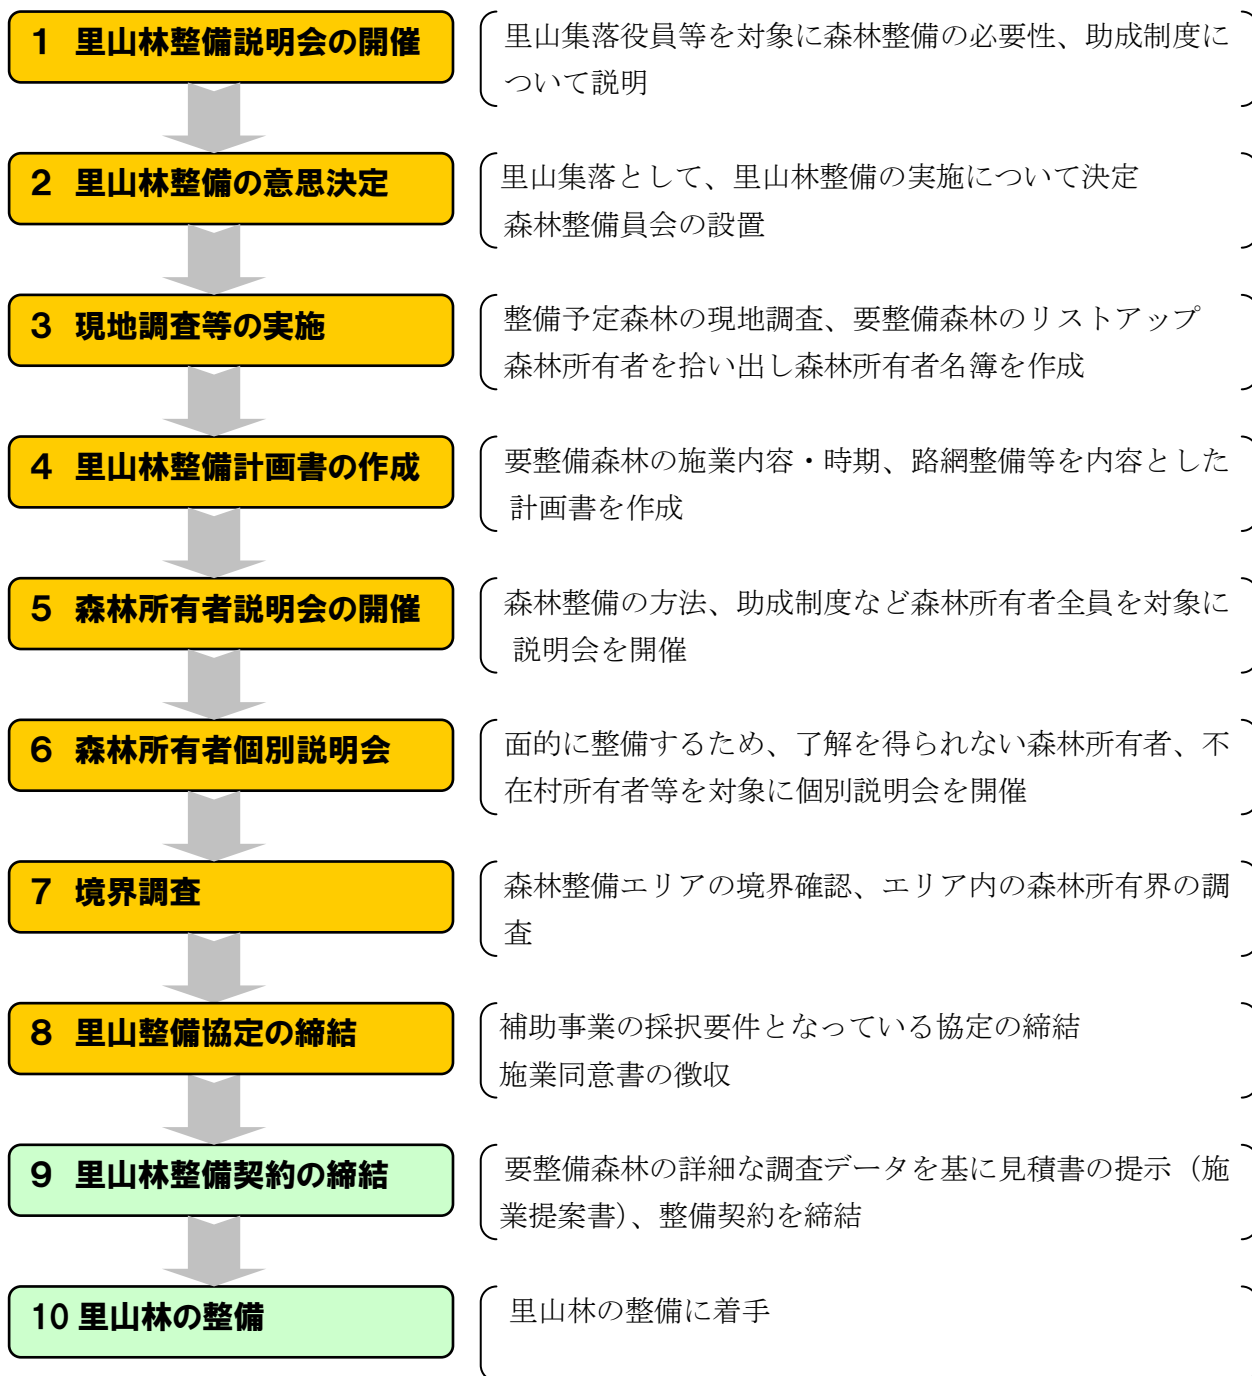 1 里山林整備説明会の開催
里山集落役員等を対象に森林整備の必要性、助成制度に
ついて説明
2 里山林整備の意思決定
里山集落として、里山林整備の実施について決定
森林整備員会の設置
3 現地調査等の実施
整備予定森林の現地調査、要整備森林のリストアップ
森林所有者を拾い出し森林所有者名簿を作成
4 里山林整備計画書の作成
要整備森林の施業内容・時期、路網整備等を内容とした
計画書を作成
5 森林所有者説明会の開催
森林整備の方法、助成制度など森林所有者全員を対象に
説明会を開催
6 森林所有者個別説明会
面的に整備するため、了解を得られない森林所有者、不
在村所有者等を対象に個別説明会を開催
7 境界調査
森林整備エリアの境界確認、エリア内の森林所有界の調
査
8 里山整備協定の締結
補助事業の採択要件となっている協定の締結
施業同意書の徴収
9 里山林整備契約の締結
要整備森林の詳細な調査データを基に見積書の提示（施
業提案書）、整備契約を締結
10 里山林の整備
里山林の整備に着手